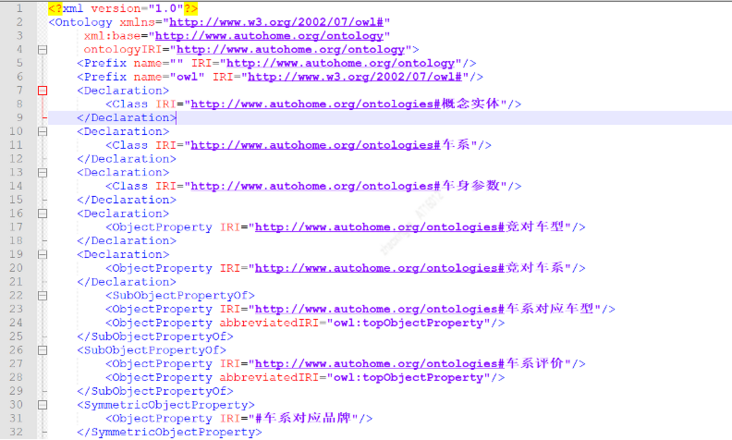 1 <?xml version="1.0"?>
2 <Ontology xmlns="http://www.w3.org/2002/07/owl#"
3 xml:base="http://www.autohome.org/ontology"
4 ontologyIRI="http://www.autohome.org/ontology">
5 <Prefix name="" IRI="http://www.autohome.org/ontology"/>
6 <Prefix name="owl" IRI="http://www.w3.org/2002/07/owl#"/>
7 <Declaration>
8 <Class IRI="http://www.autohome.org/ontologies#概念实体"/>
9 </Declaration>
10 <Declaration>
11 <Class IRI="http://www.autohome.org/ontologies#车系"/>
12 </Declaration>
13 <Declaration>
14 <Class IRI="http://www.autohome.org/ontologies#车身参数"/>
15 </Declaration>
16 <Declaration>
17 <ObjectProperty IRI="http://www.autohome.org/ontologies#竞对车型"/>
18 </Declaration>
19 <Declaration>
20 <ObjectProperty IRI="http://www.autohome.org/ontologies#竞对车系"/>
21 </Declaration>
22 <SubObjectPropertyOf>
23 <ObjectProperty IRI="http://www.autohome.org/ontologies#车系对应车型"/>
24 <ObjectProperty abbreviatedIRI="owl:topObjectProperty"/>
25 </SubObjectPropertyOf>
26 <SubObjectPropertyOf>
27 <ObjectProperty IRI="http://www.autohome.org/ontologies#车系评价"/>
28 <ObjectProperty abbreviatedIRI="owl:topObjectProperty"/>
29 </SubObjectPropertyOf>
30 <SymmetricObjectProperty>
31 <ObjectProperty IRI="#车系对应品牌"/>
32 </SymmetricObjectProperty>